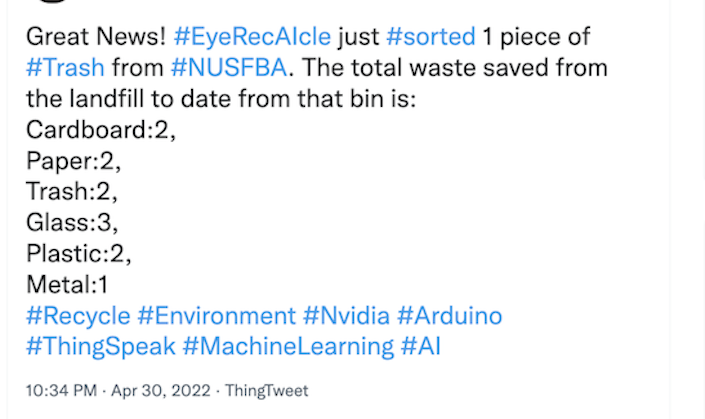 Great News! #EyeRecAIcle just #sorted 1 piece of
#Trash from #NUSFBA. The total waste saved from
the landfill to date from that bin is:
Cardboard:2,
Paper:2,
Trash:2,
Glass:3,
Plastic:2,
Metal:1
#Recycle #Environment #Nvidia #Arduino
#ThingSpeak #MachineLearning #AI
10:34 PM · Apr 30, 2022 · ThingTweet